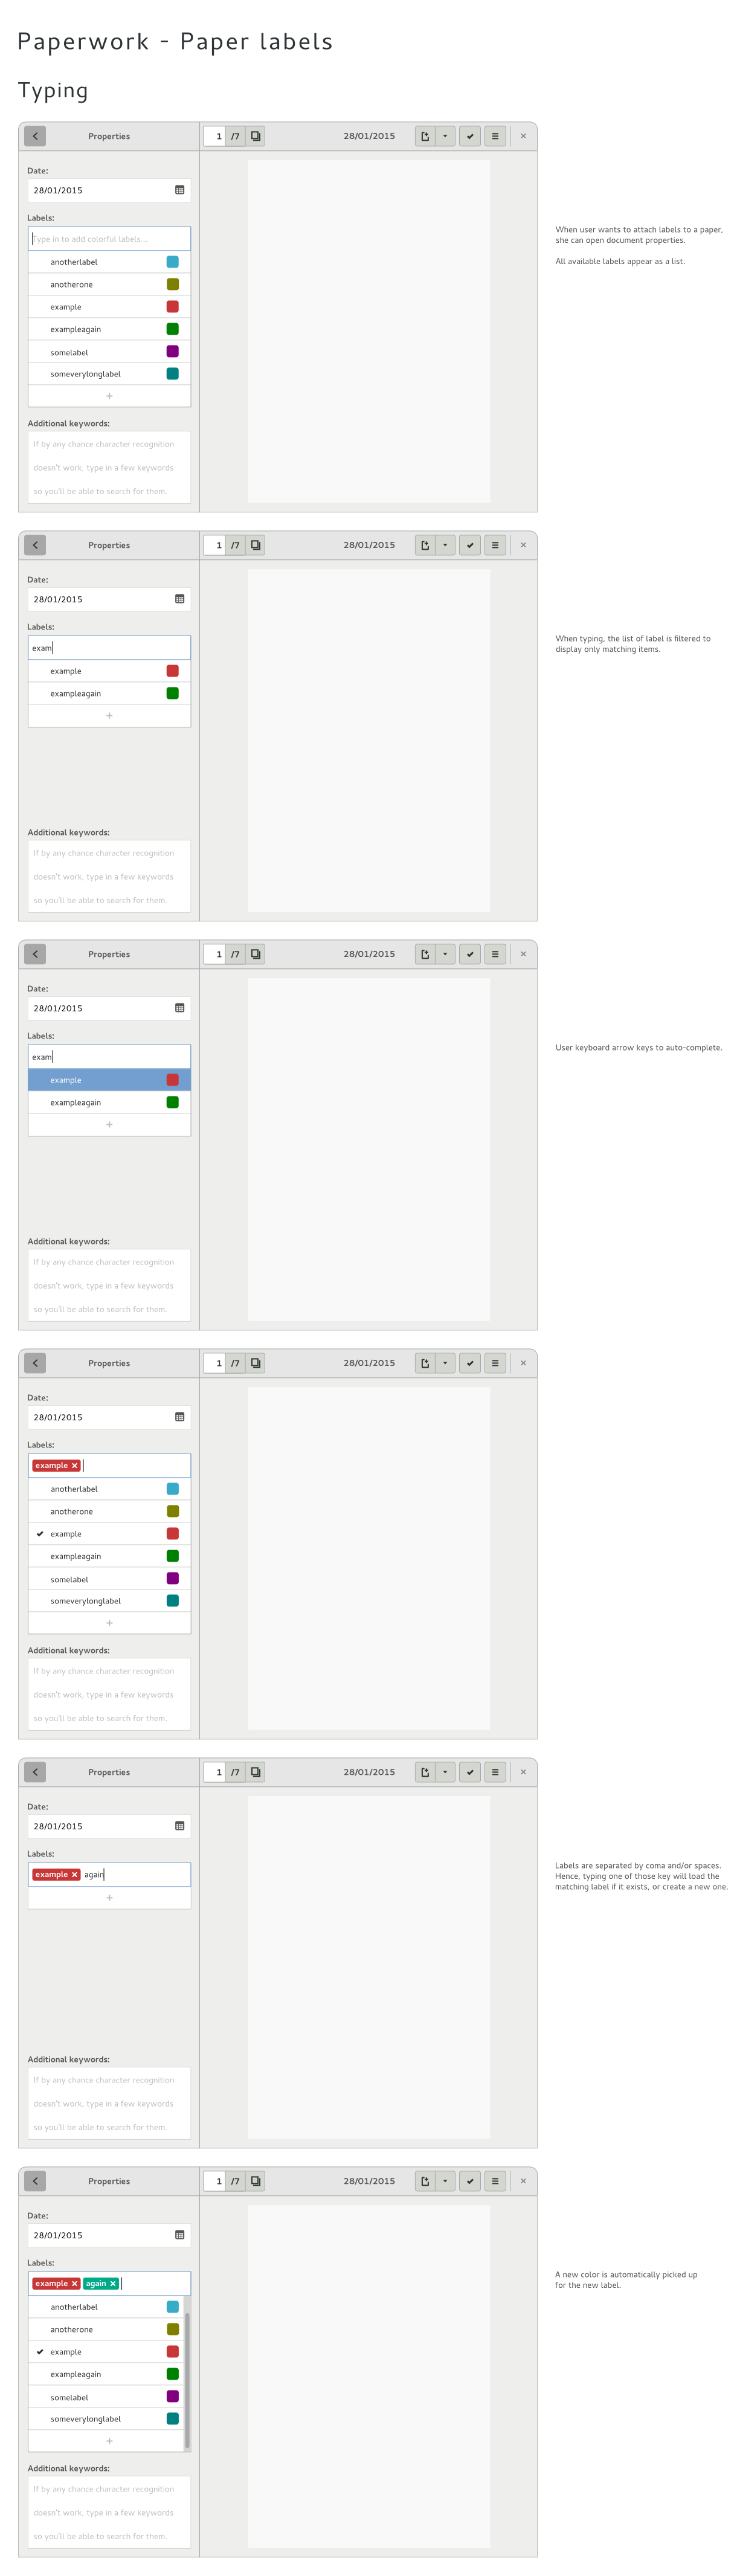 Paperwork - Paper labels
Typing
Properties
1 /7
28/01/2015
Date:
28/01/2015
Labels:
Type in to add colorful labels...
anotherlabel
anotherone
example
exampleagain
somelabel
someverylonglabel
+
Additional keywords:
If by any chance character recognition
doesn't work, type in a few keywords
so you'll be able to search for them.
When user wants to attach labels to a paper,
she can open document properties.
All available labels appear as a list.
Properties
1 /7
28/01/2015
Date:
28/01/2015
Labels:
exam
example
exampleagain
+
Additional keywords:
If by any chance character recognition
doesn't work, type in a few keywords
so you'll be able to search for them.
When typing, the list of label is filtered to
display only matching items.
Properties
1 /7
28/01/2015
Date:
28/01/2015
Labels:
exam
example
exampleagain
+
Additional keywords:
If by any chance character recognition
doesn't work, type in a few keywords
so you'll be able to search for them.
User keyboard arrow keys to auto-complete.
Properties
1 /7
28/01/2015
Date:
28/01/2015
Labels:
example
anotherlabel
anotherone
example
exampleagain
somelabel
someverylonglabel
+
Additional keywords:
If by any chance character recognition
doesn't work, type in a few keywords
so you'll be able to search for them.
Properties
1 /7
28/01/2015
Date:
28/01/2015
Labels:
example again
+
Additional keywords:
If by any chance character recognition
doesn't work, type in a few keywords
so you'll be able to search for them.
Labels are separated by coma and/or spaces.
Hence, typing one of those key will load the
matching label if it exists, or create a new one.
Properties
1 /7
28/01/2015
Date:
28/01/2015
Labels:
example again
anotherlabel
anotherone
example
exampleagain
somelabel
someverylonglabel
+
Additional keywords:
If by any chance character recognition
doesn't work, type in a few keywords
so you'll be able to search for them.
A new color is automatically picked up
for the new label.